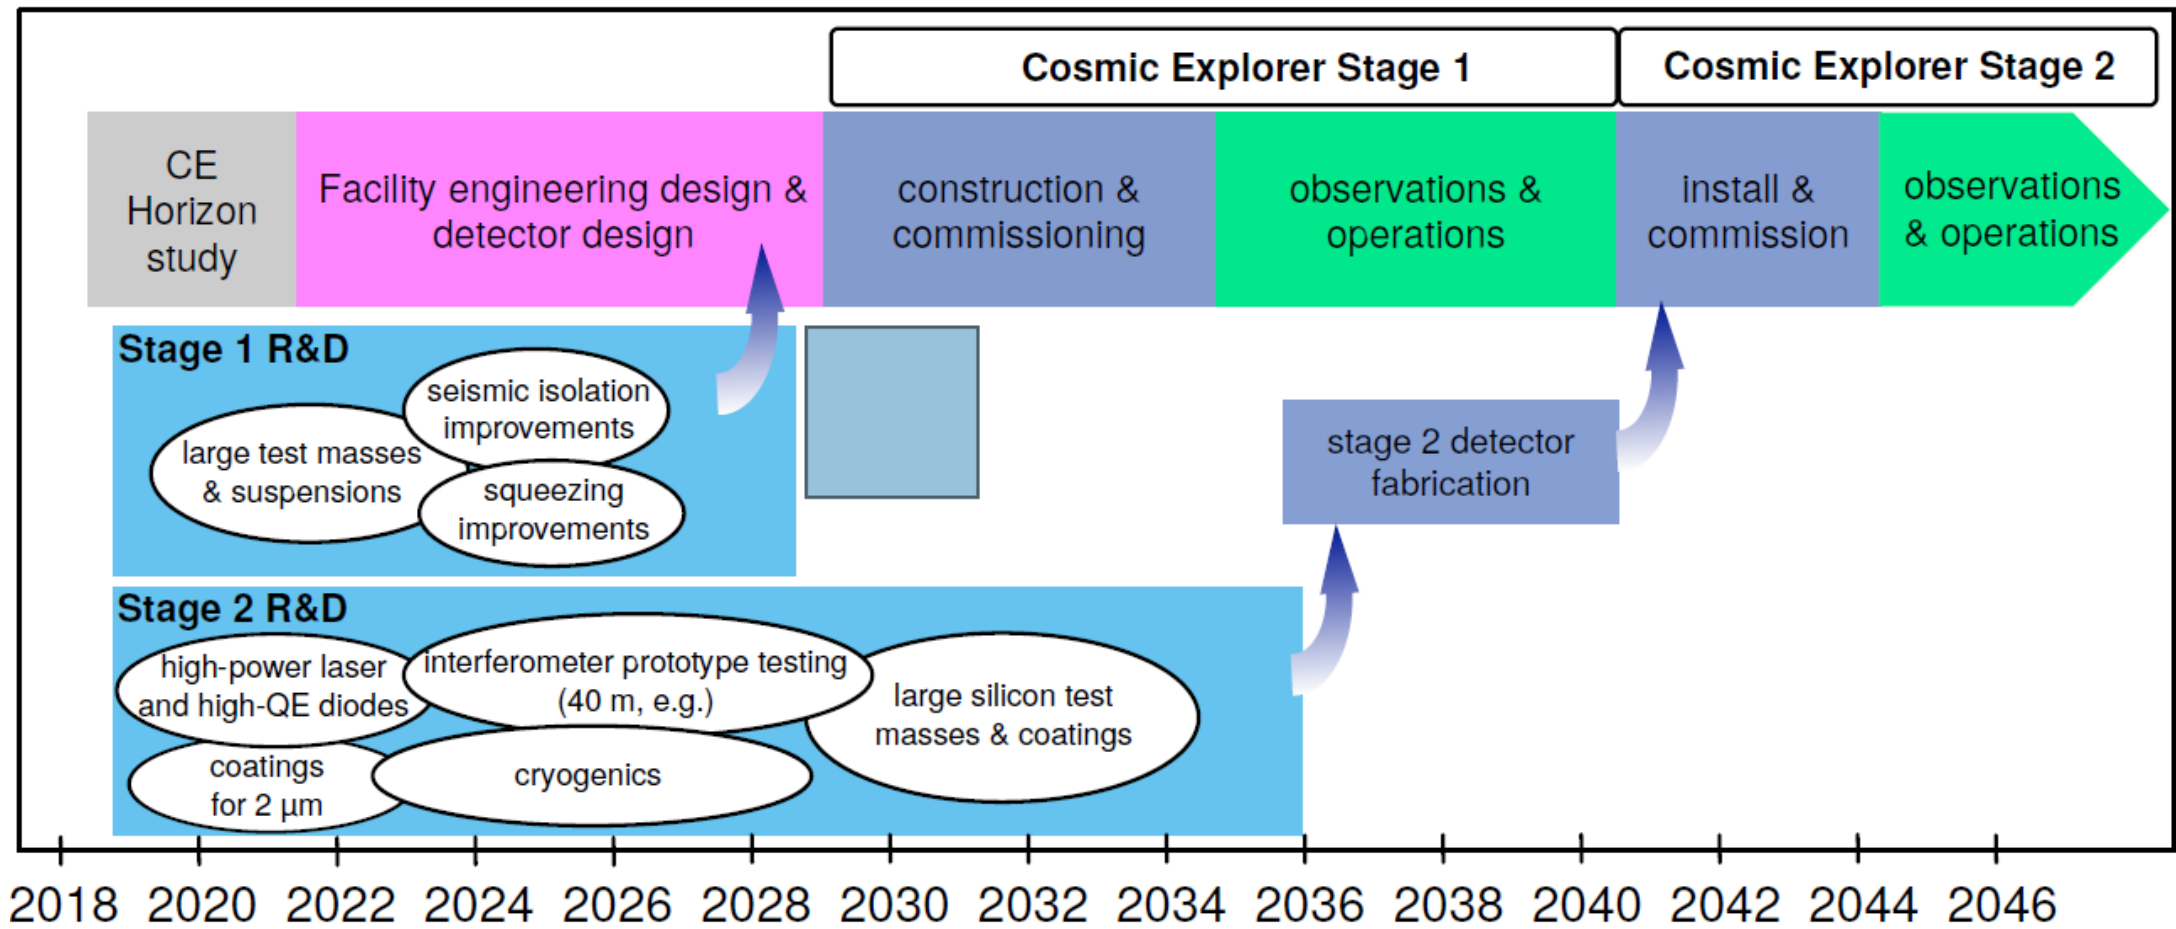 Cosmic Explorer Stage 1
Cosmic Explorer Stage 2
CE
Horizon
study
Facility engineering design &
detector design
construction &
commissioning
observations &
operations
install &
commission
observations
& operations
Stage 1 R&D
seismic isolation
improvements
large test masses
& suspensions
squeezing
improvements
stage 2 detector
fabrication
Stage 2 R&D
high-power laser
and high-QE diodes
interferometer prototype testing
(40 m, e.g.)
large silicon test
masses & coatings
coatings
for 2 µm
cryogenics
2018 2020 2022 2024 2026 2028 2030 2032 2034 2036 2038 2040 2042 2044 2046